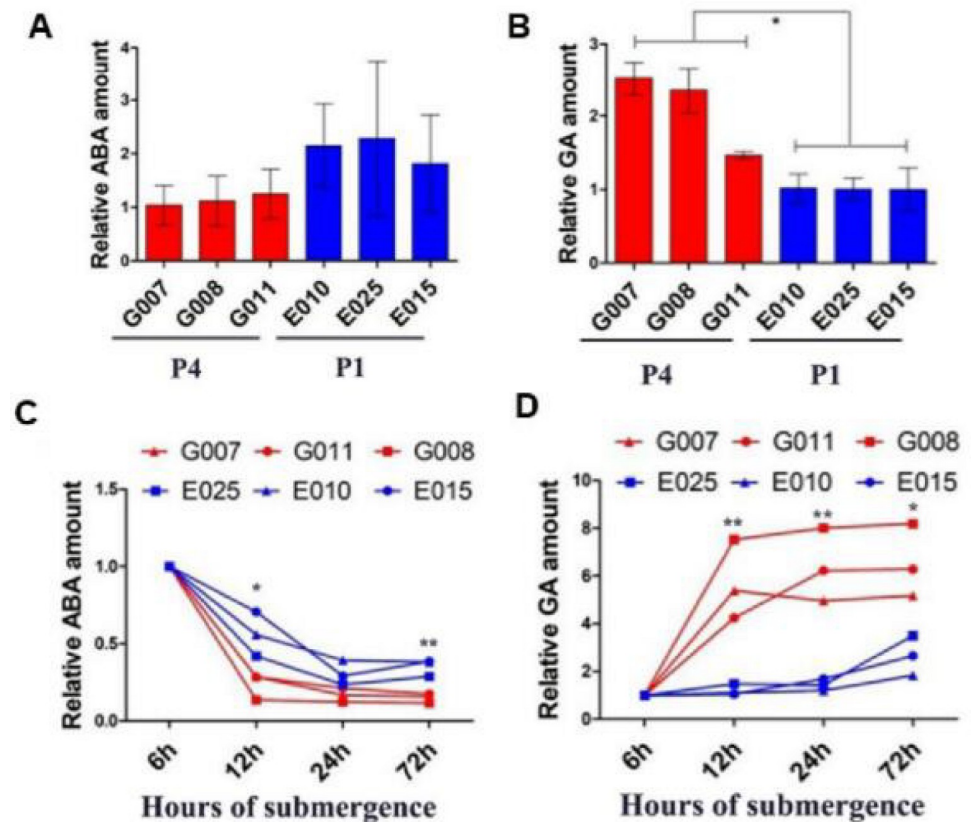 A
Relative ABA amount
4
3
2
1
0
G007
G008
G011
E010
E025
E015
P4
P1
B
*
Relative GA amount
3
2
1
0
G007
G008
G011
E010
E025
E015
P4
P1
C
G007 G011 G008
E025 E010 E015
Relative ABA amount
1.5
1.0
0.5
0.0
*
**
6h
12h
24h
72h
Hours of submergence
D
G007 G011 G008
E025 E010 E015
Relative GA amount
10
8
6
4
2
0
**
**
*
6h
12h
24h
72h
Hours of submergence